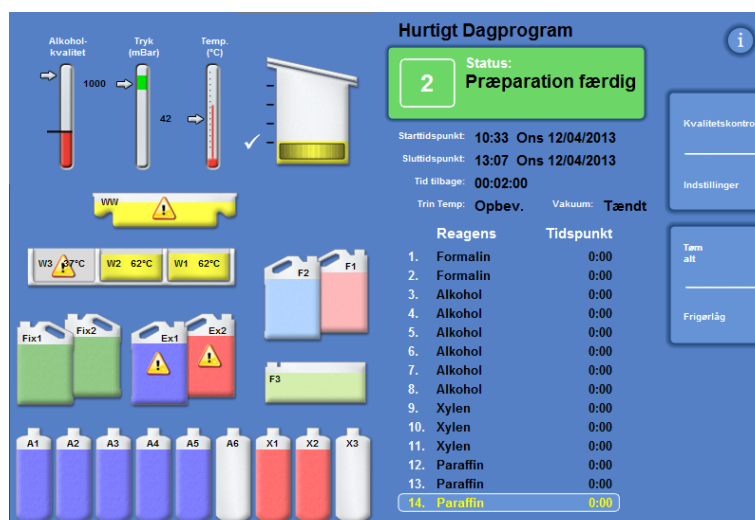 Alkohol-
kvalitet
Tryk
(mBar)
Temp.
(°C)
1000
42
WW
W3 37°C
W2 62°C
W1 62°C
F2
F1
Fix1
Fix2
Ex1
Ex2
F3
A1
A2
A3
A4
A5
A6
X1
X2
X3
Hurtigt Dagprogram
i
2
Status:
Præparation færdig
Starttidspunkt: 10:33 Ons 12/04/2013
Sluttidspunkt: 13:07 Ons 12/04/2013
Tid tilbage: 00:02:00
Trin Temp: Opbev. Vakuum: Tændt
Reagens Tidspunkt
1. Formalin 0:00
2. Formalin 0:00
3. Alkohol 0:00
4. Alkohol 0:00
5. Alkohol 0:00
6. Alkohol 0:00
7. Alkohol 0:00
8. Alkohol 0:00
9. Xylen 0:00
10. Xylen 0:00
11. Xylen 0:00
12. Paraffin 0:00
13. Paraffin 0:00
14. Paraffin 0:00
Kvalitetskontro
Indstillinger
Tøm
alt
Frigørlåg